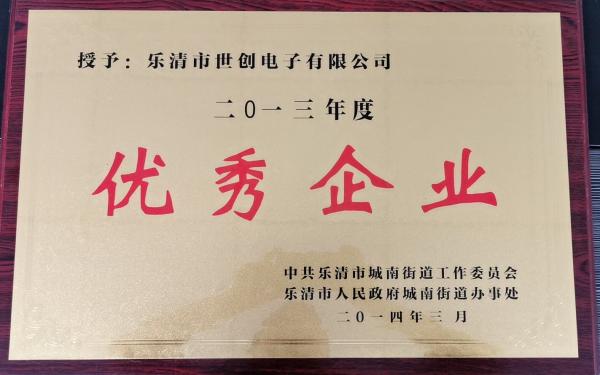 授予：乐清市世创电子有限公司
二0一三年度
优秀企业
中共乐清市城南街道工作委员会
乐清市人民政府城南街道办事处
二0一四年三月